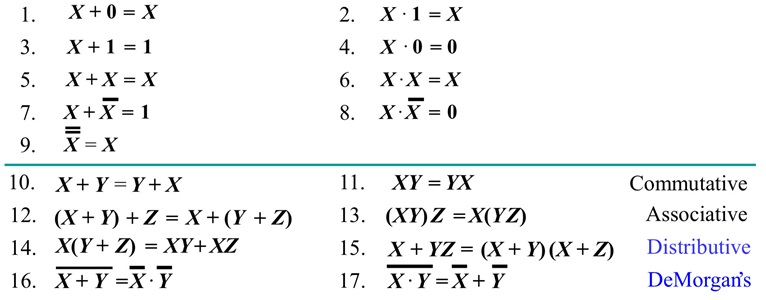 1. X + 0 = X 2. X · 1 = X
3. X + 1 = 1 4. X · 0 = 0
5. X + X = X 6. X · X = X
7. X + X̅ = 1 8. X · X̅ = 0
9. X̿ = X
10. X + Y = Y + X 11. XY = YX Commutative
12. (X + Y) + Z = X + (Y + Z) 13. (XY)Z = X(YZ) Associative
14. X(Y + Z) = XY + XZ 15. X + YZ = (X + Y)(X + Z) Distributive
16. X̅ ̅+̅ ̅Y̅ = X̅ · Y̅ 17. X̅ ̅·̅ ̅Y̅ = X̅ + Y̅ DeMorgan's